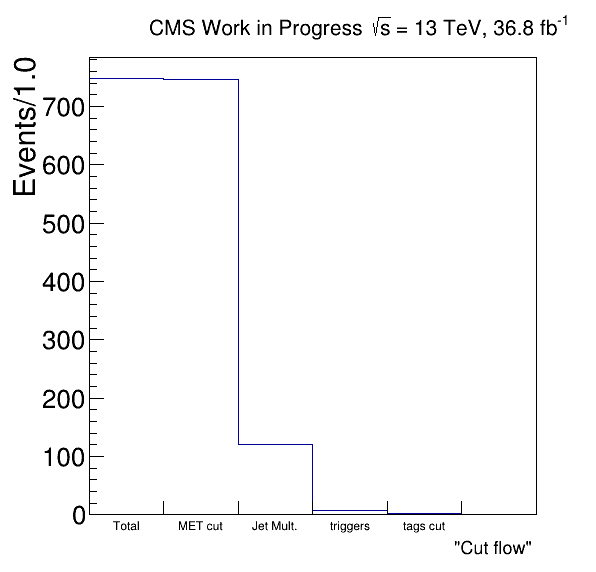 CMS Work in Progress √s = 13 TeV, 36.8 fb⁻¹
Events/1.0
700
600
500
400
300
200
100
0
Total MET cut Jet Mult. triggers tags cut
"Cut flow"